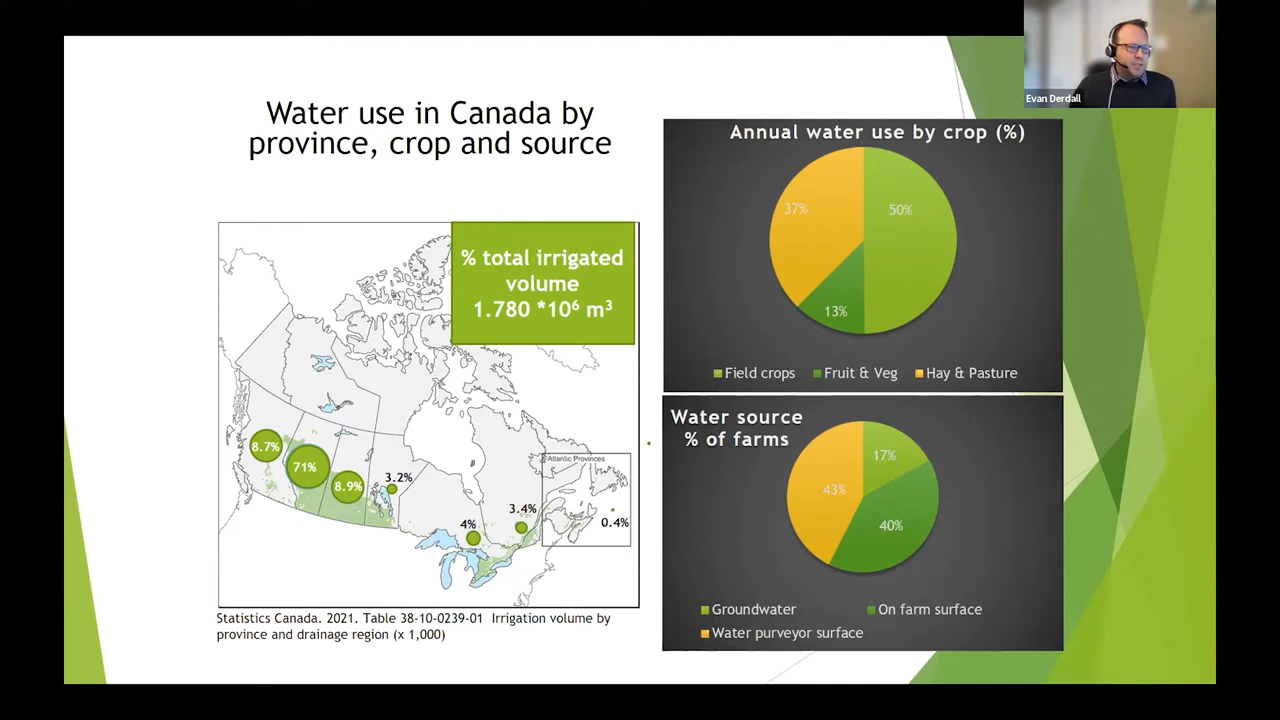 Evan Derdall
Water use in Canada by
province, crop and source
% total irrigated
volume
1.780 *10⁶ m³
8.7%
71%
8.9%
3.2%
4%
3.4%
Atlantic Provinces
0.4%
Statistics Canada. 2021. Table 38-10-0239-01 Irrigation volume by
province and drainage region (x 1,000)
Annual water use by crop (%)
37%
50%
13%
Field crops
Fruit & Veg
Hay & Pasture
Water source
% of farms
17%
43%
40%
Groundwater
On farm surface
Water purveyor surface